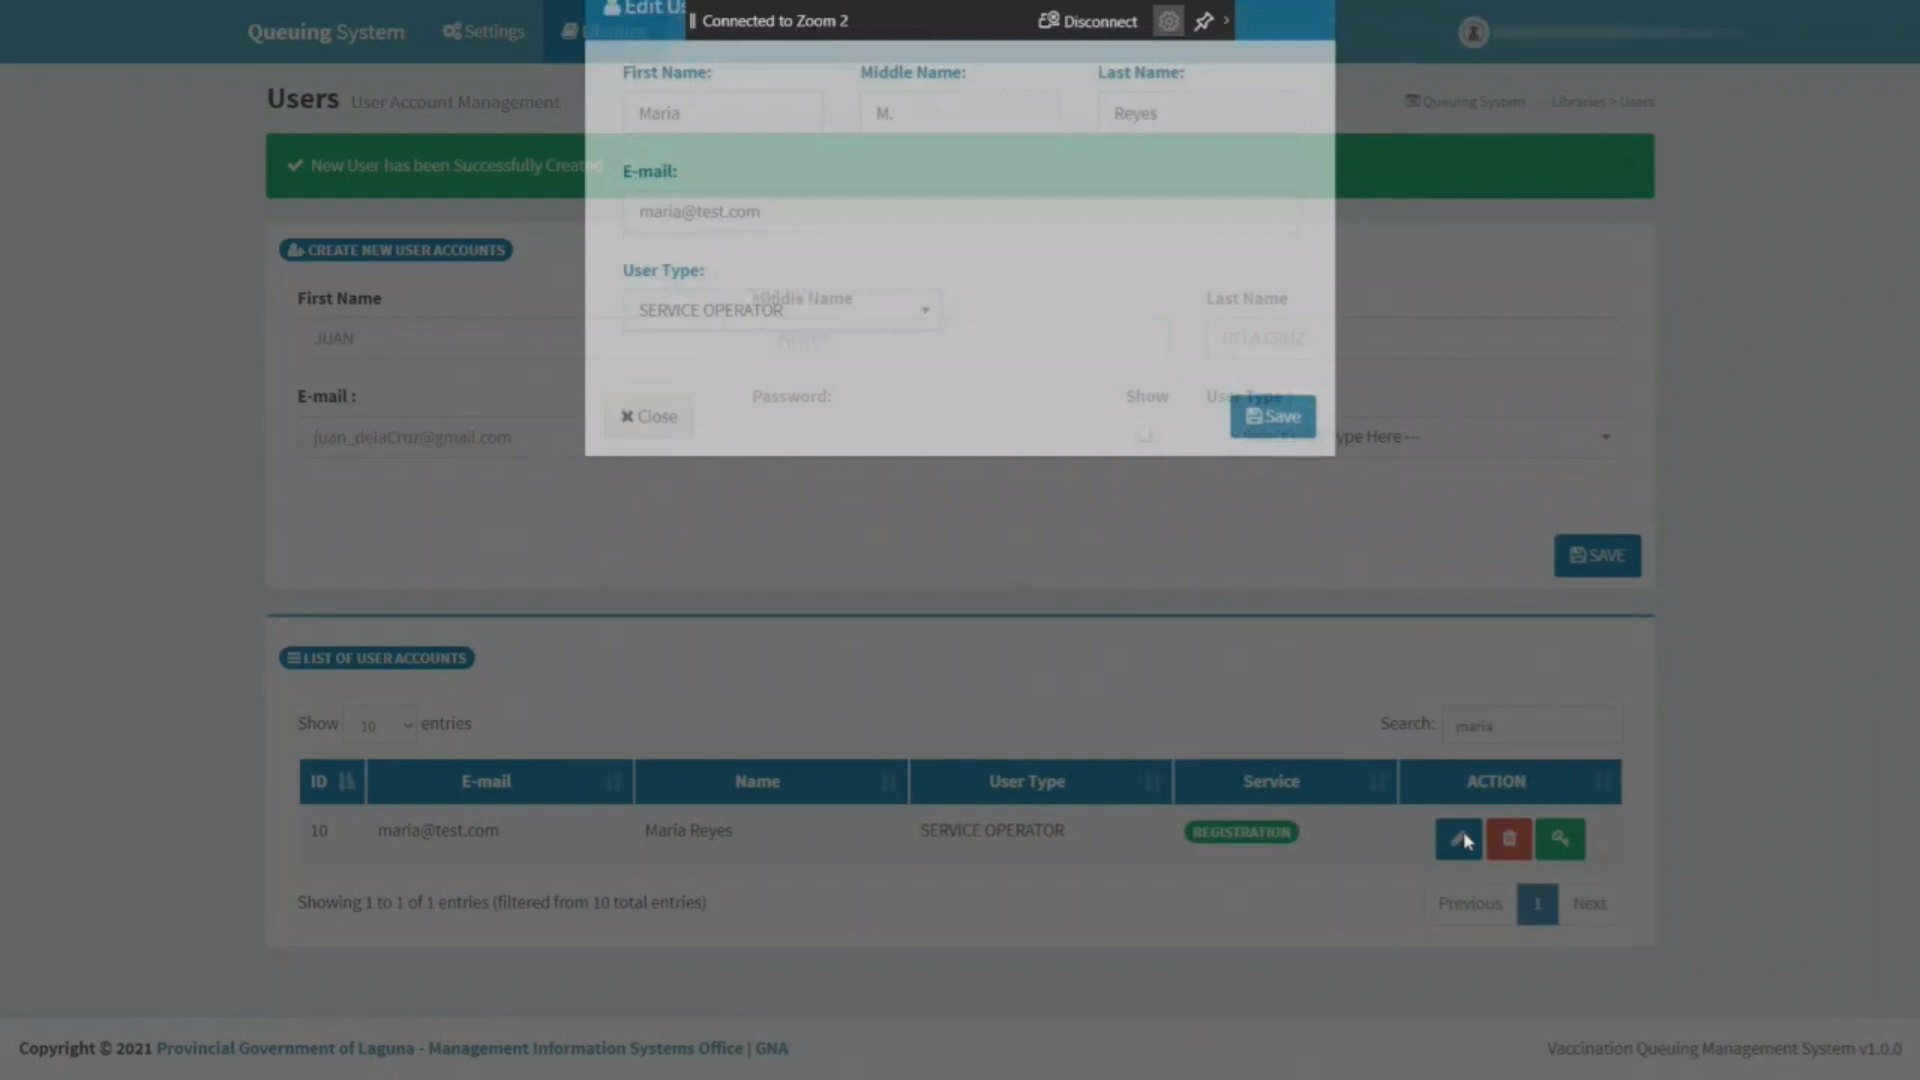 Edit Us
Connected to Zoom 2
Disconnect
Queuing System
Settings
Libraries
Users User Account Management
Queuing System Libraries > Users
New User has been Successfully Created
First Name:
Middle Name:
Last Name:
Maria
M.
Reyes
E-mail:
maria@test.com
User Type:
SERVICE OPERATOR
Close
Save
CREATE NEW USER ACCOUNTS
First Name
Middle Name
Last Name
JUAN
DELA CRUZ
E-mail :
Password:
Show
User Type
juan_delaCruz@gmail.com
ype Here ---
SAVE
LIST OF USER ACCOUNTS
Show 10 entries
Search: maria
ID E-mail Name User Type Service ACTION
10 maria@test.com Maria Reyes SERVICE OPERATOR REGISTRATION
Showing 1 to 1 of 1 entries (filtered from 10 total entries)
Previous 1 Next
Copyright © 2021 Provincial Government of Laguna - Management Information Systems Office | GNA
Vaccination Queuing Management System v1.0.0